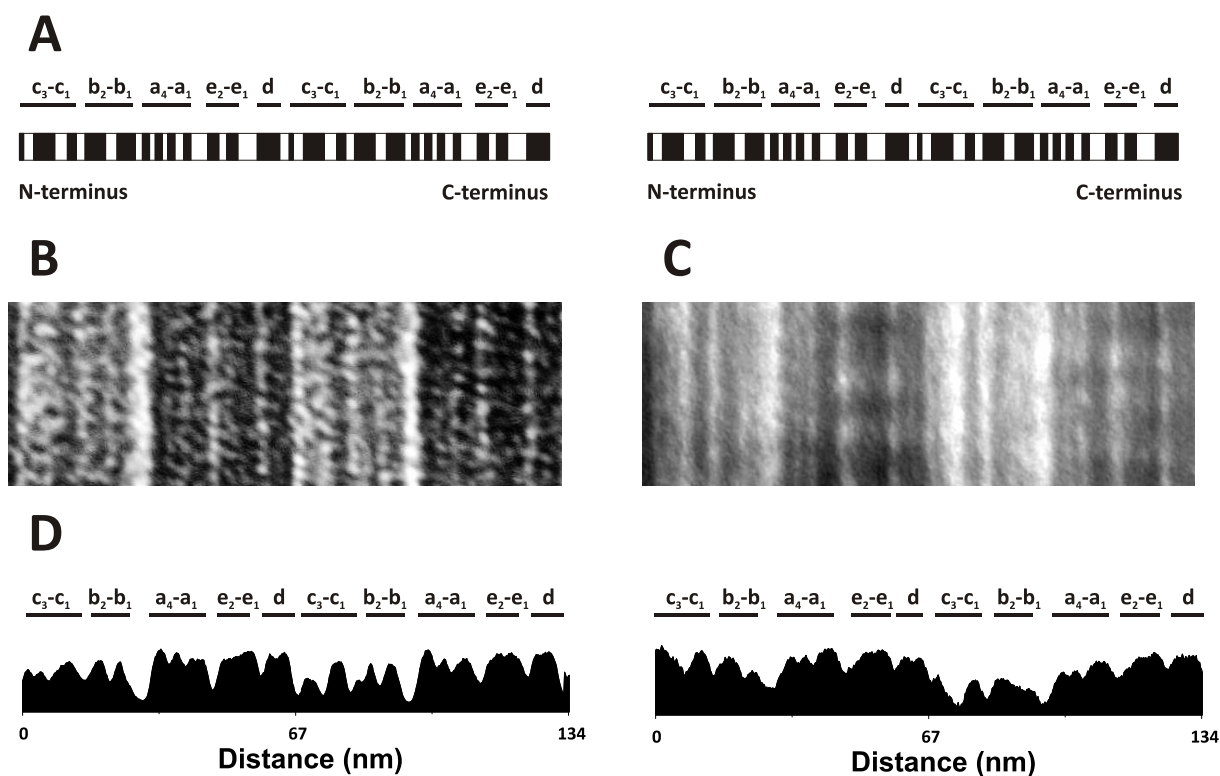 A
c₃-c₁ b₂-b₁ a₄-a₁ e₂-e₁ d c₃-c₁ b₂-b₁ a₄-a₁ e₂-e₁ d
c₃-c₁ b₂-b₁ a₄-a₁ e₂-e₁ d c₃-c₁ b₂-b₁ a₄-a₁ e₂-e₁ d
N-terminus C-terminus
N-terminus C-terminus
B
C
D
c₃-c₁ b₂-b₁ a₄-a₁ e₂-e₁ d c₃-c₁ b₂-b₁ a₄-a₁ e₂-e₁ d
c₃-c₁ b₂-b₁ a₄-a₁ e₂-e₁ d c₃-c₁ b₂-b₁ a₄-a₁ e₂-e₁ d
0 67 134
Distance (nm)
0 67 134
Distance (nm)